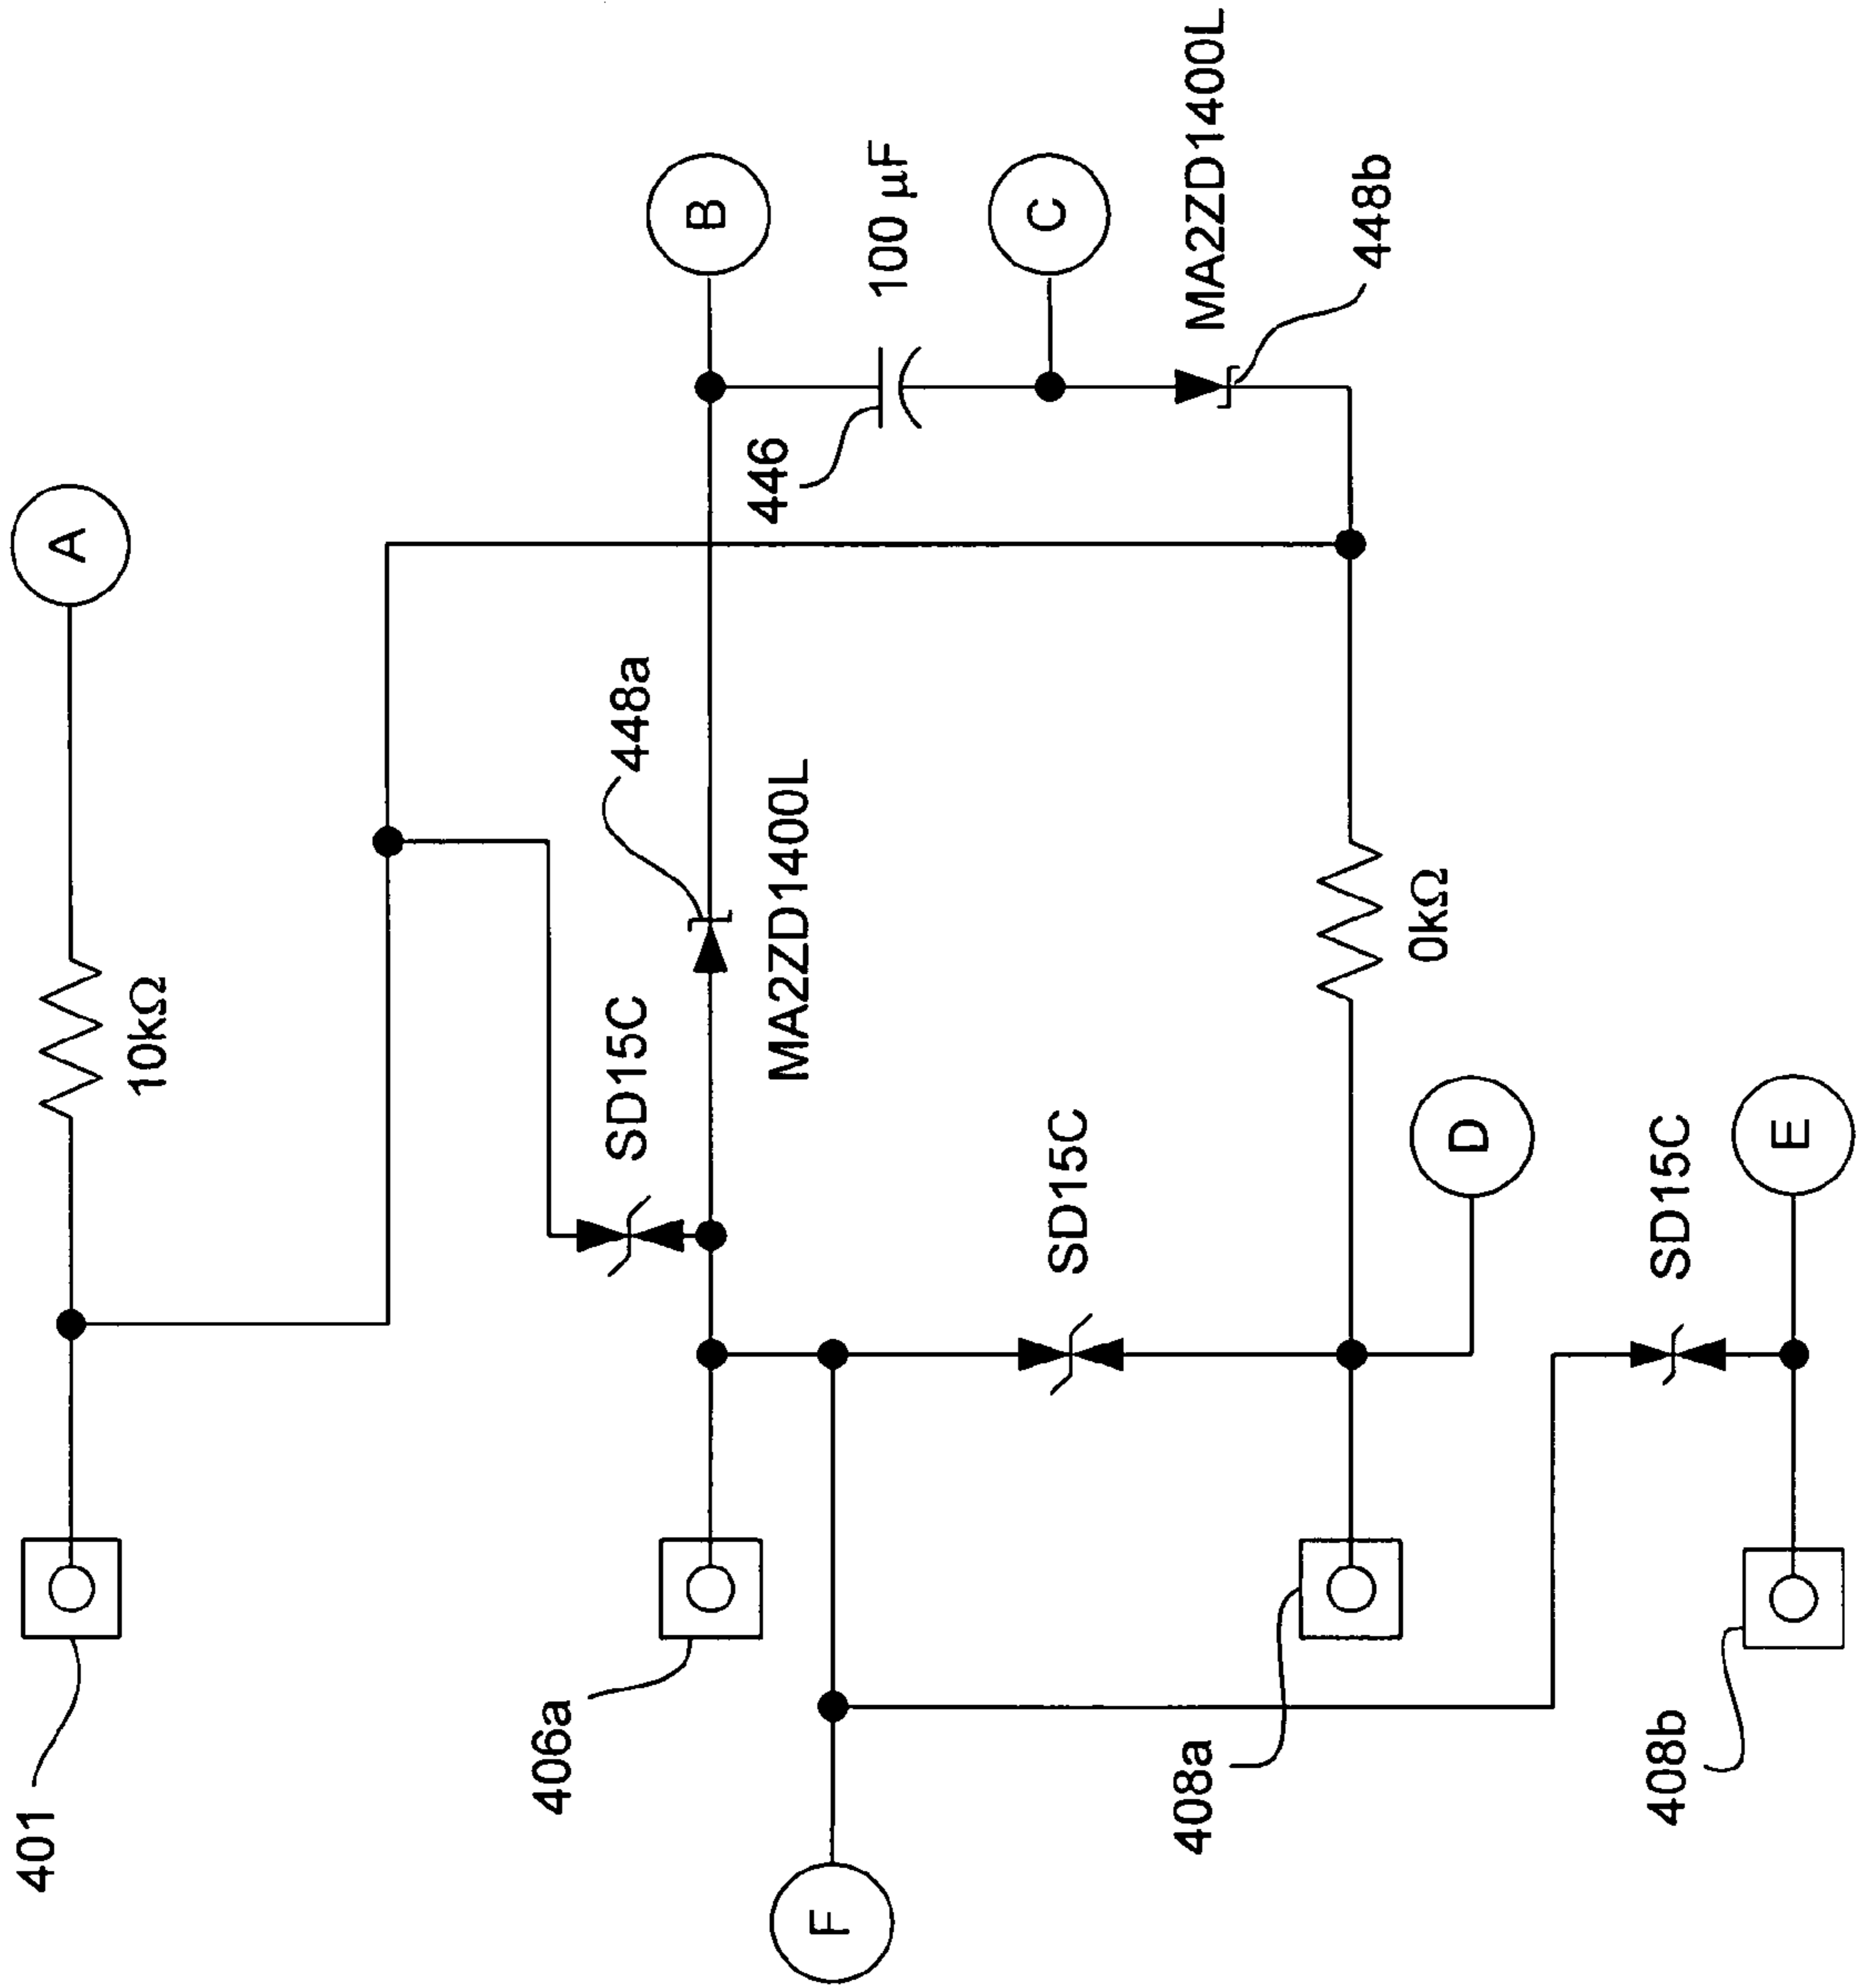 A
10kΩ
401
B
100 µF
446
C
MA2ZD1400L
448b
448a
MA2ZD1400L
SD15C
406a
F
SD15C
0kΩ
D
408a
SD15C
E
408b